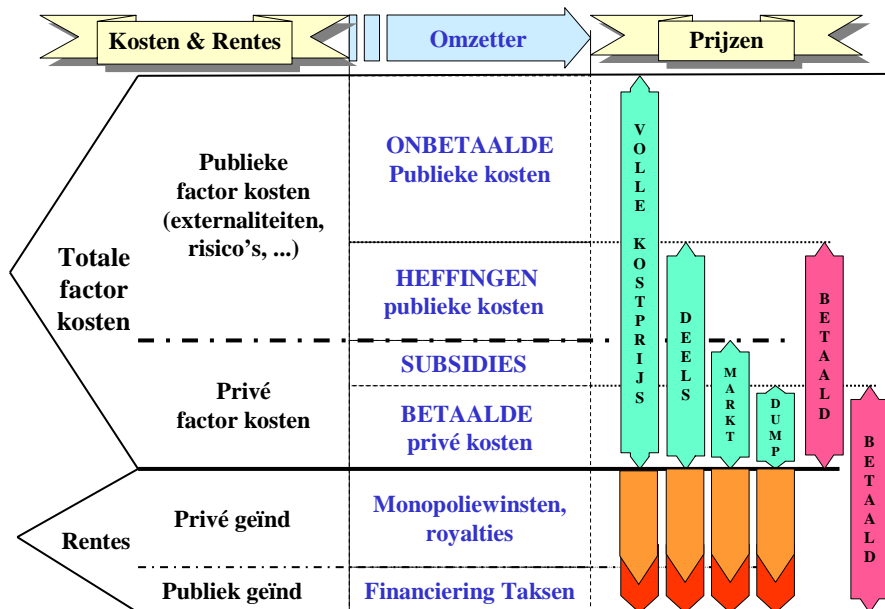 Kosten & Rentes
Omzetter
Prijzen
Totale
factor
kosten
Publieke
factor kosten
(externaliteiten,
risico's, ...)
Privé
factor kosten
ONBETAALDE
Publieke kosten
HEFFINGEN
publieke kosten
SUBSIDIES
BETAALDE
privé kosten
VOLLE KOSTPRIJS
DEELS
MARKT
DUMP
BETAALD
BETAALD
Rentes
Privé geïnd
Monopoliewinsten,
royalties
Publiek geïnd
Financiering Taksen